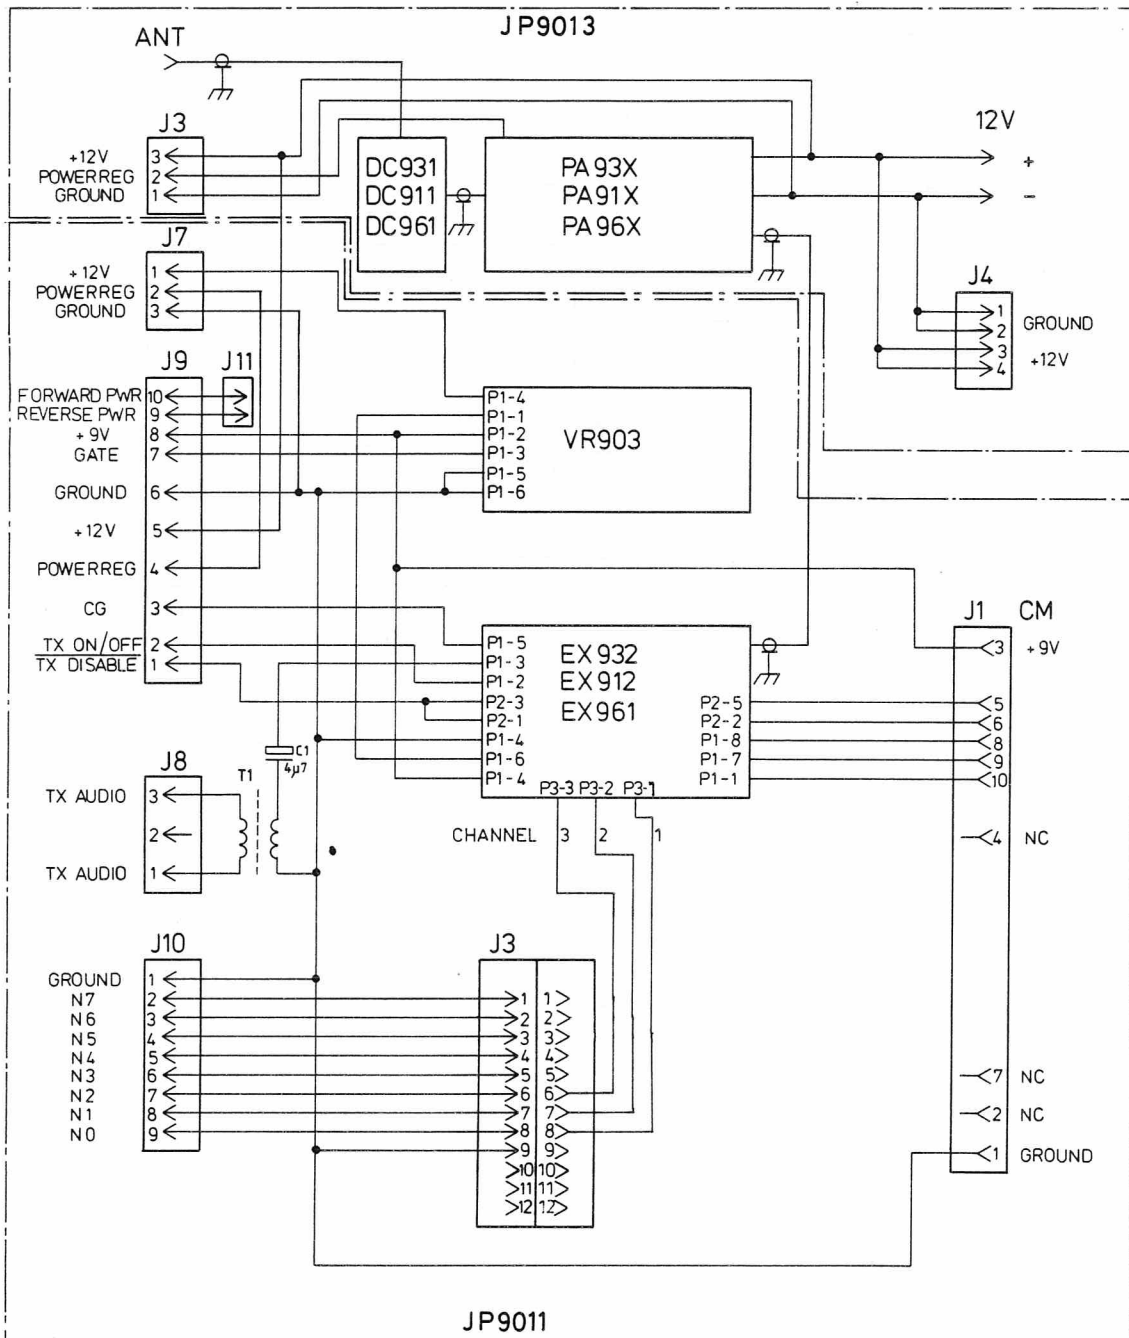 JP9013
ANT
12V
J3
+12V 3
POWERREG 2
GROUND 1
DC931
DC911
DC961
PA93X
PA91X
PA96X
+
-
J7
+12V 1
POWERREG 2
GROUND 3
J4
1
2
3
4
GROUND
+12V
J9
J11
FORWARD PWR 10
REVERSE PWR 9
+9V 8
GATE 7
GROUND 6
+12V 5
POWERREG 4
CG 3
TX ON/OFF 2
TX DISABLE 1
P1-4
P1-1
P1-2
P1-3
P1-5
P1-6
VR903
P1-5
P1-3
P1-2
P2-3
P2-1
P1-4
P1-6
P1-4
EX932
EX912
EX961
P2-5
P2-2
P1-8
P1-7
P1-1
P3-3 P3-2 P3-1
CHANNEL 3 2 1
J1 CM
3 +9V
5
6
8
9
10
4 NC
7 NC
2 NC
1 GROUND
C1
4µ7
T1
J8
TX AUDIO 3
2
TX AUDIO 1
J10
GROUND 1
N7 2
N6 3
N5 4
N4 5
N3 6
N2 7
N1 8
N0 9
J3
1 1
2 2
3 3
4 4
5 5
6 6
7 7
8 8
9 9
10 10
11 11
12 12
JP9011